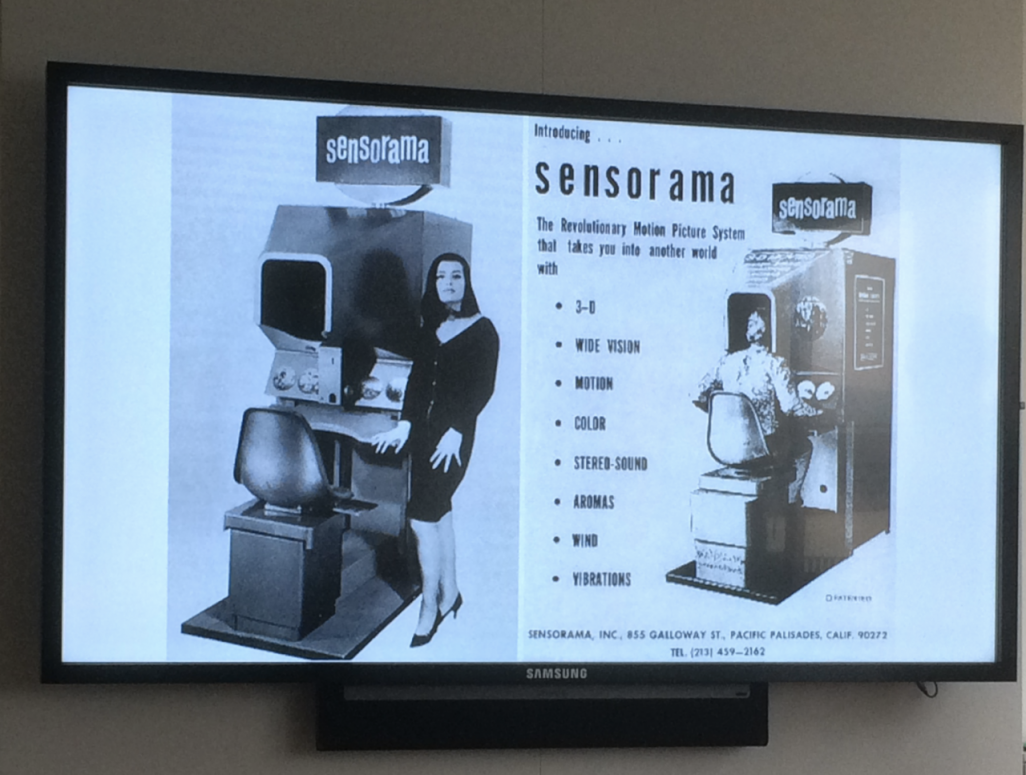 sensorama
Introducing . . .
sensorama
sensorama
The Revolutionary Motion Picture System
that takes you into another world
with
• 3-D
• WIDE VISION
• MOTION
• COLOR
• STEREO-SOUND
• AROMAS
• WIND
• VIBRATIONS
SENSORAMA, INC., 855 GALLOWAY ST., PACIFIC PALISADES, CALIF. 90272
TEL. (213) 459—2162
SAMSUNG